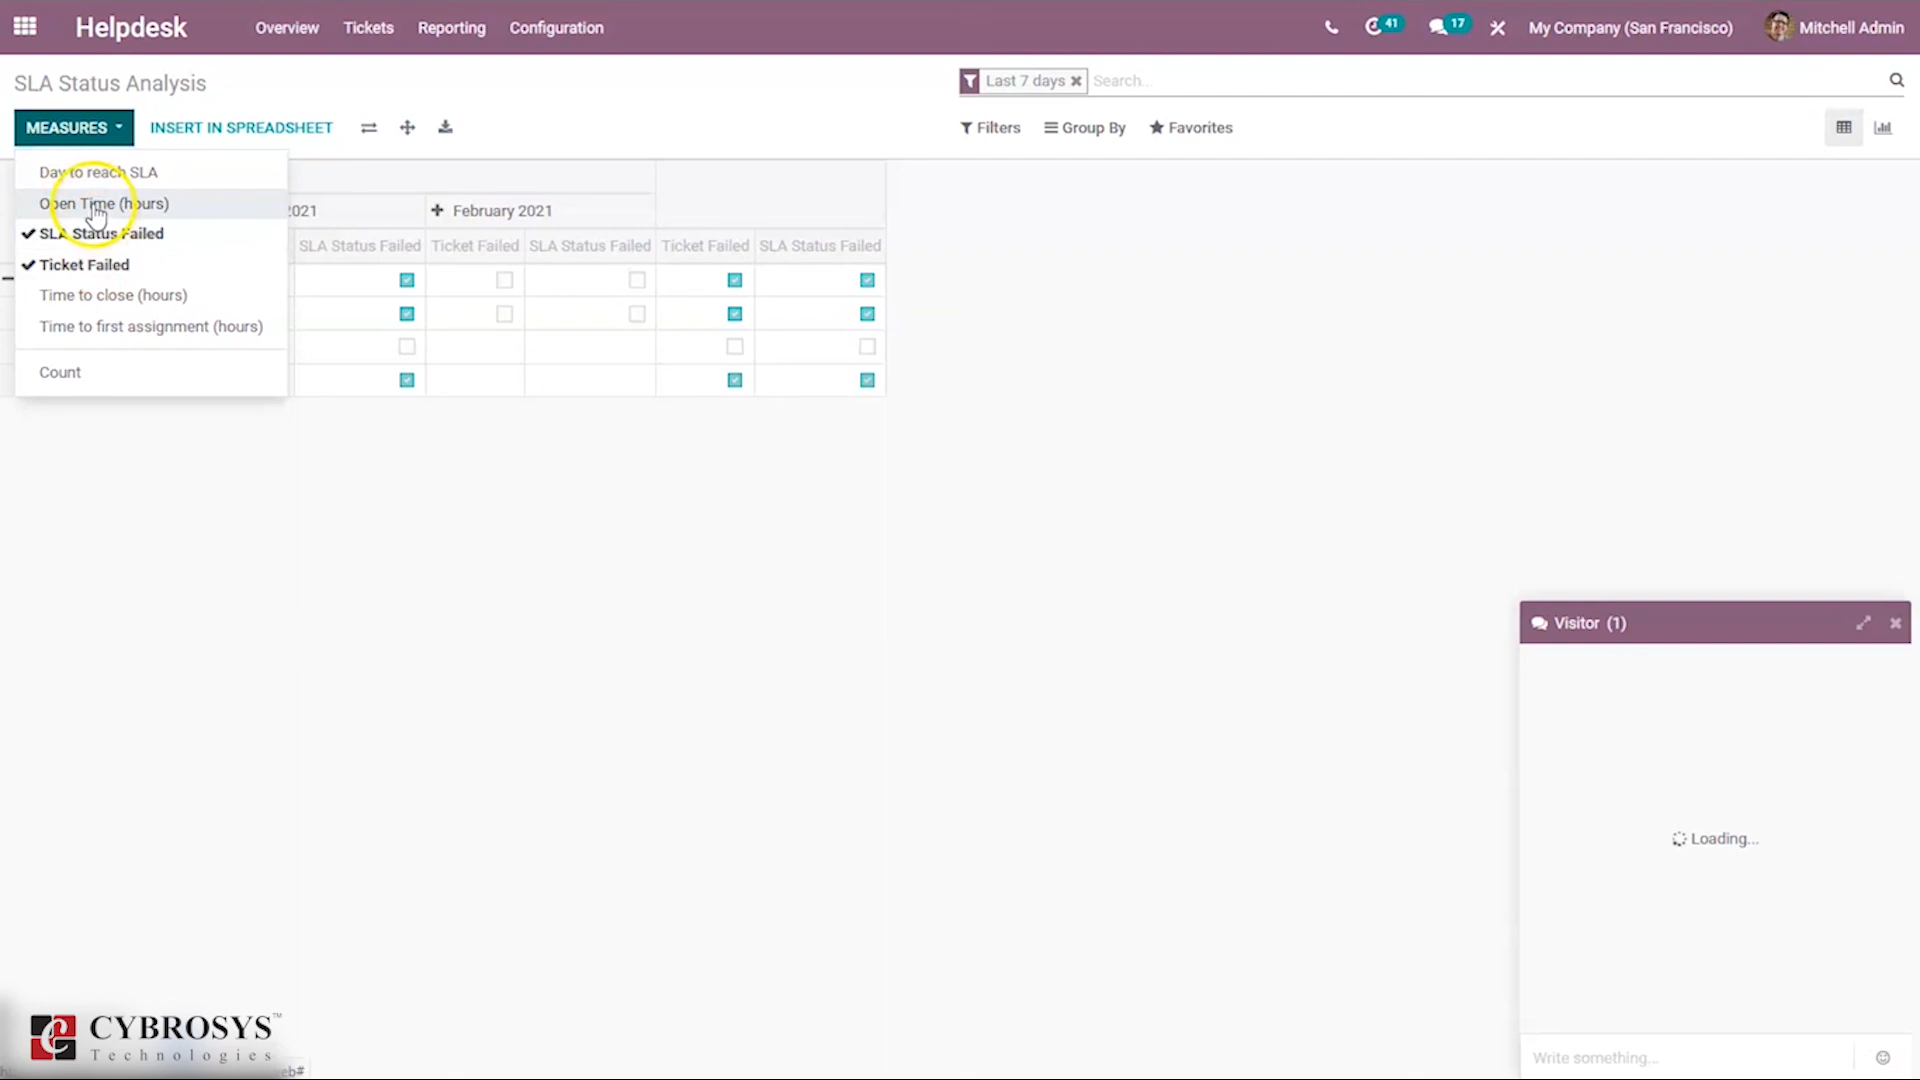 Helpdesk Overview Tickets Reporting Configuration 41 17 My Company (San Francisco) Mitchell Admin
SLA Status Analysis Last 7 days Search...
MEASURES INSERT IN SPREADSHEET Filters Group By Favorites
Day to reach SLA
Open Time (hours)
SLA Status Failed
Ticket Failed
Time to close (hours)
Time to first assignment (hours)
Count
2021 February 2021
SLA Status Failed Ticket Failed SLA Status Failed Ticket Failed SLA Status Failed
Visitor (1)
Loading...
Write something...
CYBROSYS™
Technologies
eb#